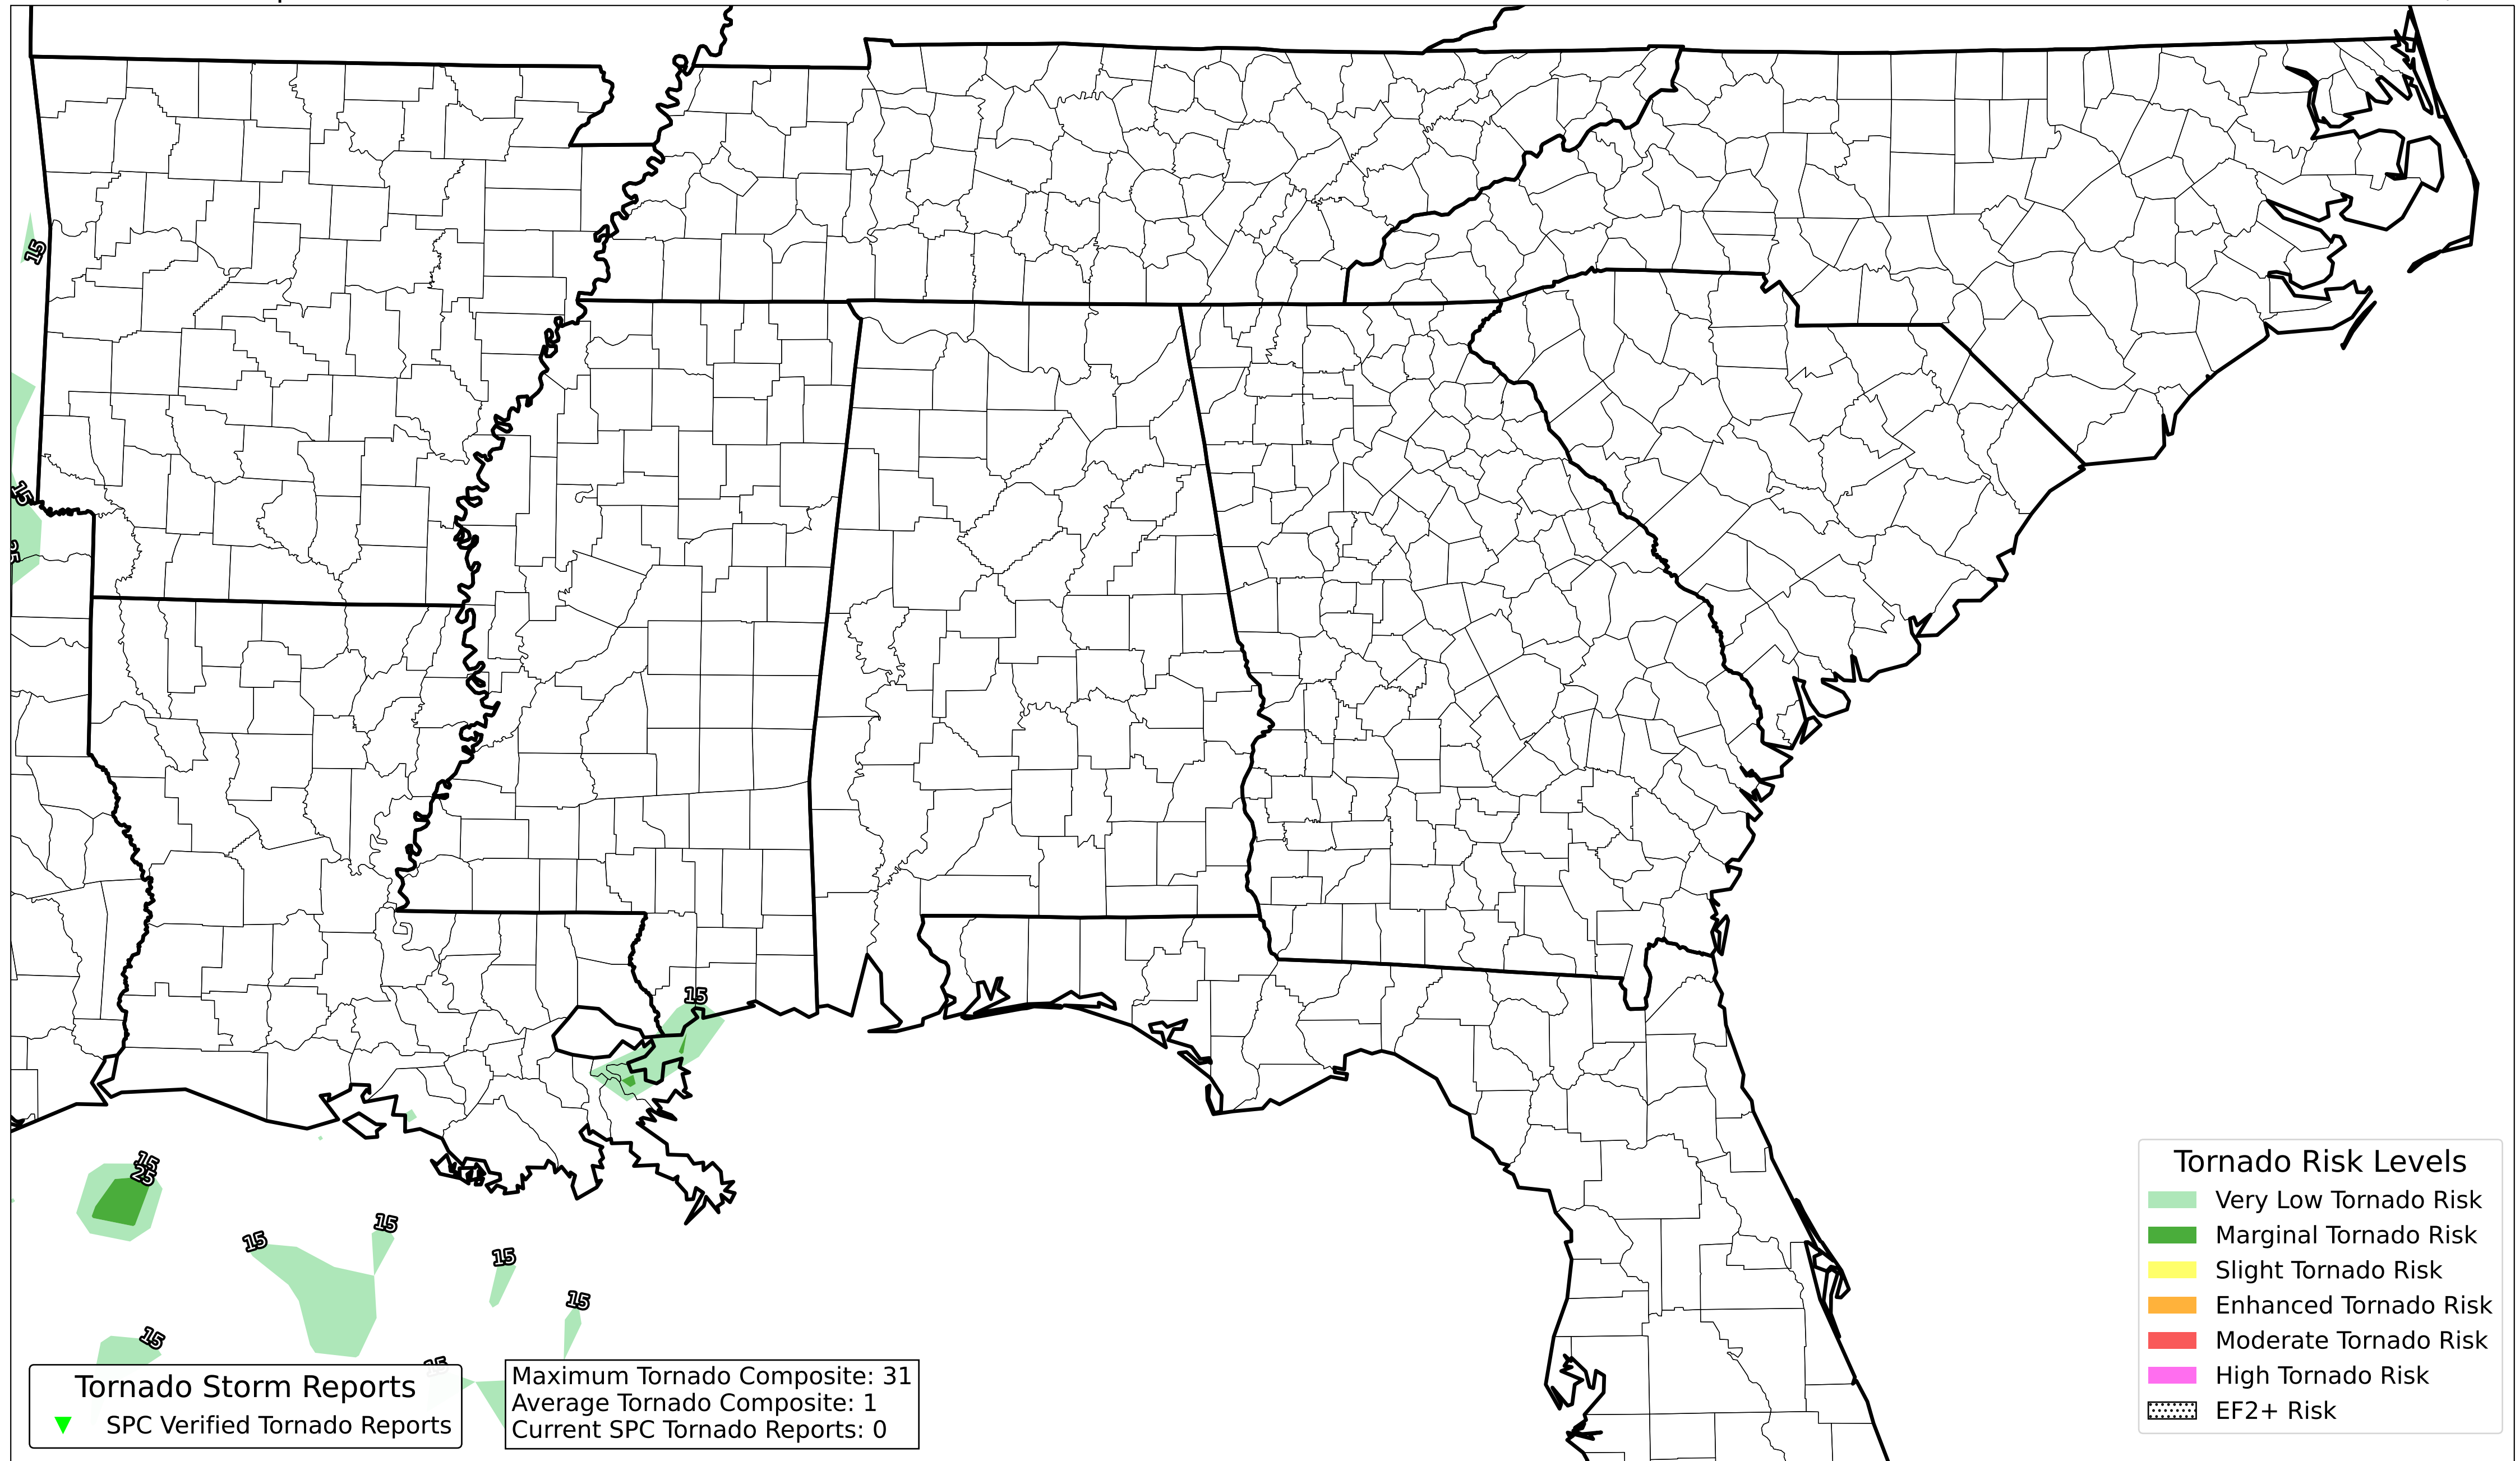 15
15
25
15
15
25
15
15
15
15
15
15
Tornado Storm Reports
SPC Verified Tornado Reports
Maximum Tornado Composite: 31
Average Tornado Composite: 1
Current SPC Tornado Reports: 0
Tornado Risk Levels
Very Low Tornado Risk
Marginal Tornado Risk
Slight Tornado Risk
Enhanced Tornado Risk
Moderate Tornado Risk
High Tornado Risk
EF2+ Risk